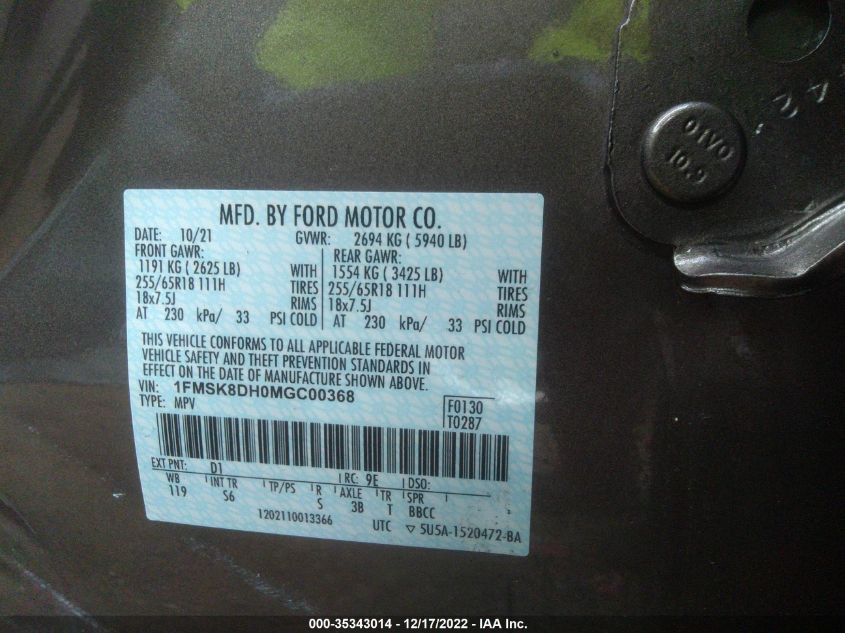 42
OVAKO
10.9
MFD. BY FORD MOTOR CO.
DATE: 10/21 GVWR: 2694 KG ( 5940 LB)
FRONT GAWR: REAR GAWR:
1191 KG ( 2625 LB) WITH 1554 KG ( 3425 LB) WITH
255/65R18 111H TIRES 255/65R18 111H TIRES
18x7.5J RIMS 18x7.5J RIMS
AT 230 kPa/ 33 PSI COLD AT 230 kPa/ 33 PSI COLD
THIS VEHICLE CONFORMS TO ALL APPLICABLE FEDERAL MOTOR
VEHICLE SAFETY AND THEFT PREVENTION STANDARDS IN
EFFECT ON THE DATE OF MANUFACTURE SHOWN ABOVE.
VIN: 1FMSK8DH0MGC00368
TYPE: MPV F0130
T0287
EXT PNT: D1 RC: 9E DSO:
WB INT TR TP/PS R AXLE TR SPR
119 S6 S 3B T BBCC
1202110013366 UTC ▽ 5U5A-1520472-BA
000-35343014 - 12/17/2022 - IAA Inc.